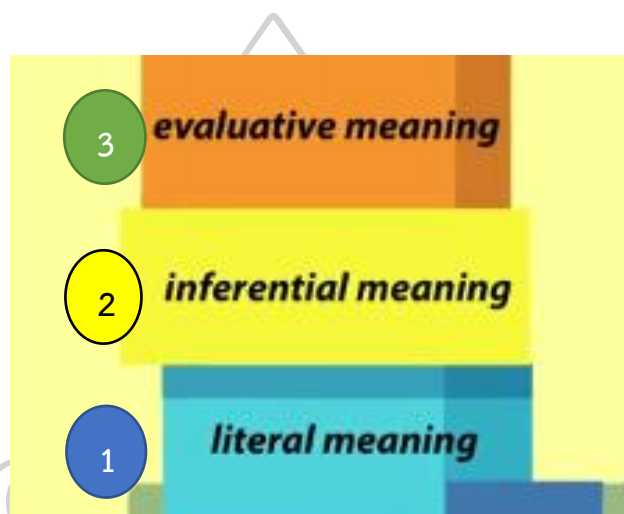 3 evaluative meaning
2 inferential meaning
1 literal meaning